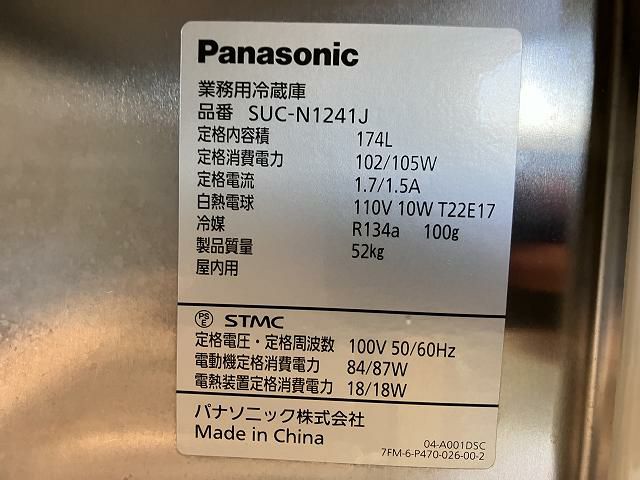 Panasonic
業務用冷蔵庫
品番 SUC-N1241J
定格内容積 174L
定格消費電力 102/105W
定格電流 1.7/1.5A
白熱電球 110V 10W T22E17
冷媒 R134a 100g
製品質量 52kg
屋内用
PS E STMC
定格電圧・定格周波数 100V 50/60Hz
電動機定格消費電力 84/87W
電熱装置定格消費電力 18/18W
パナソニック株式会社
Made in China
04-A001DSC
7FM-6-P470-026-00-2